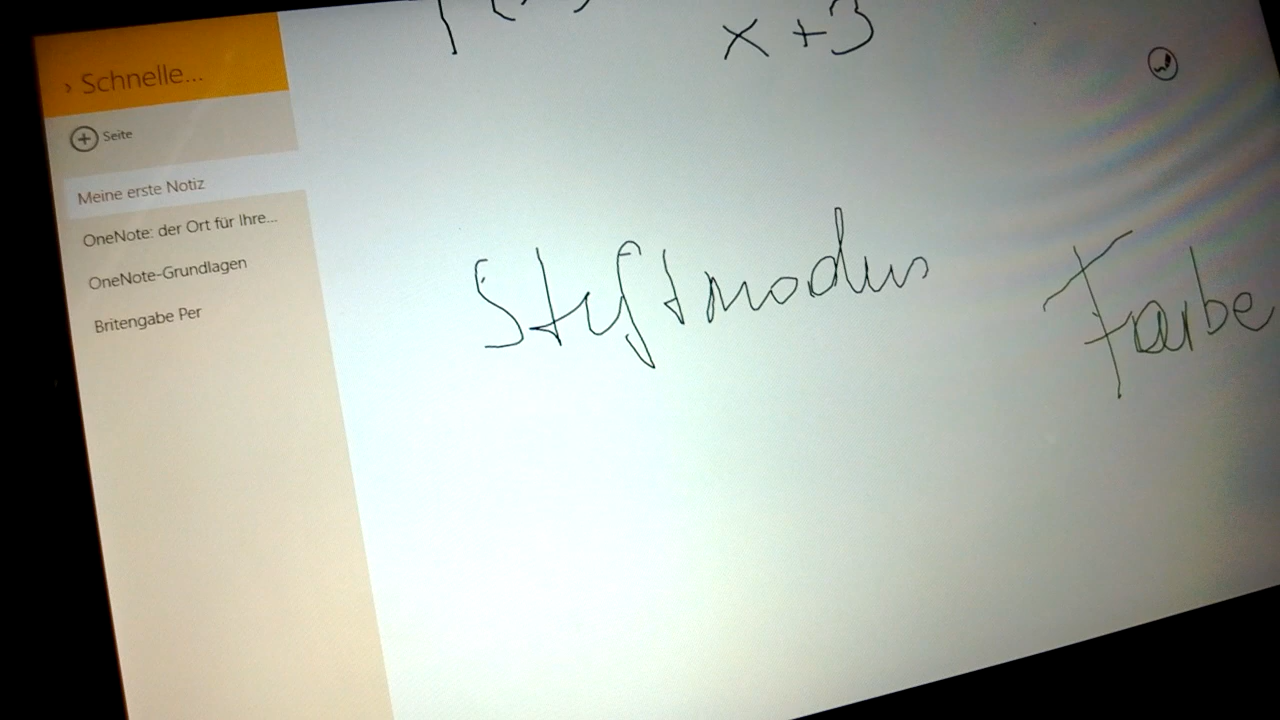 Schnelle...
Seite
Meine erste Notiz
OneNote: der Ort für Ihre...
OneNote-Grundlagen
Britengabe Per
x+3
Stiftmodus Farbe